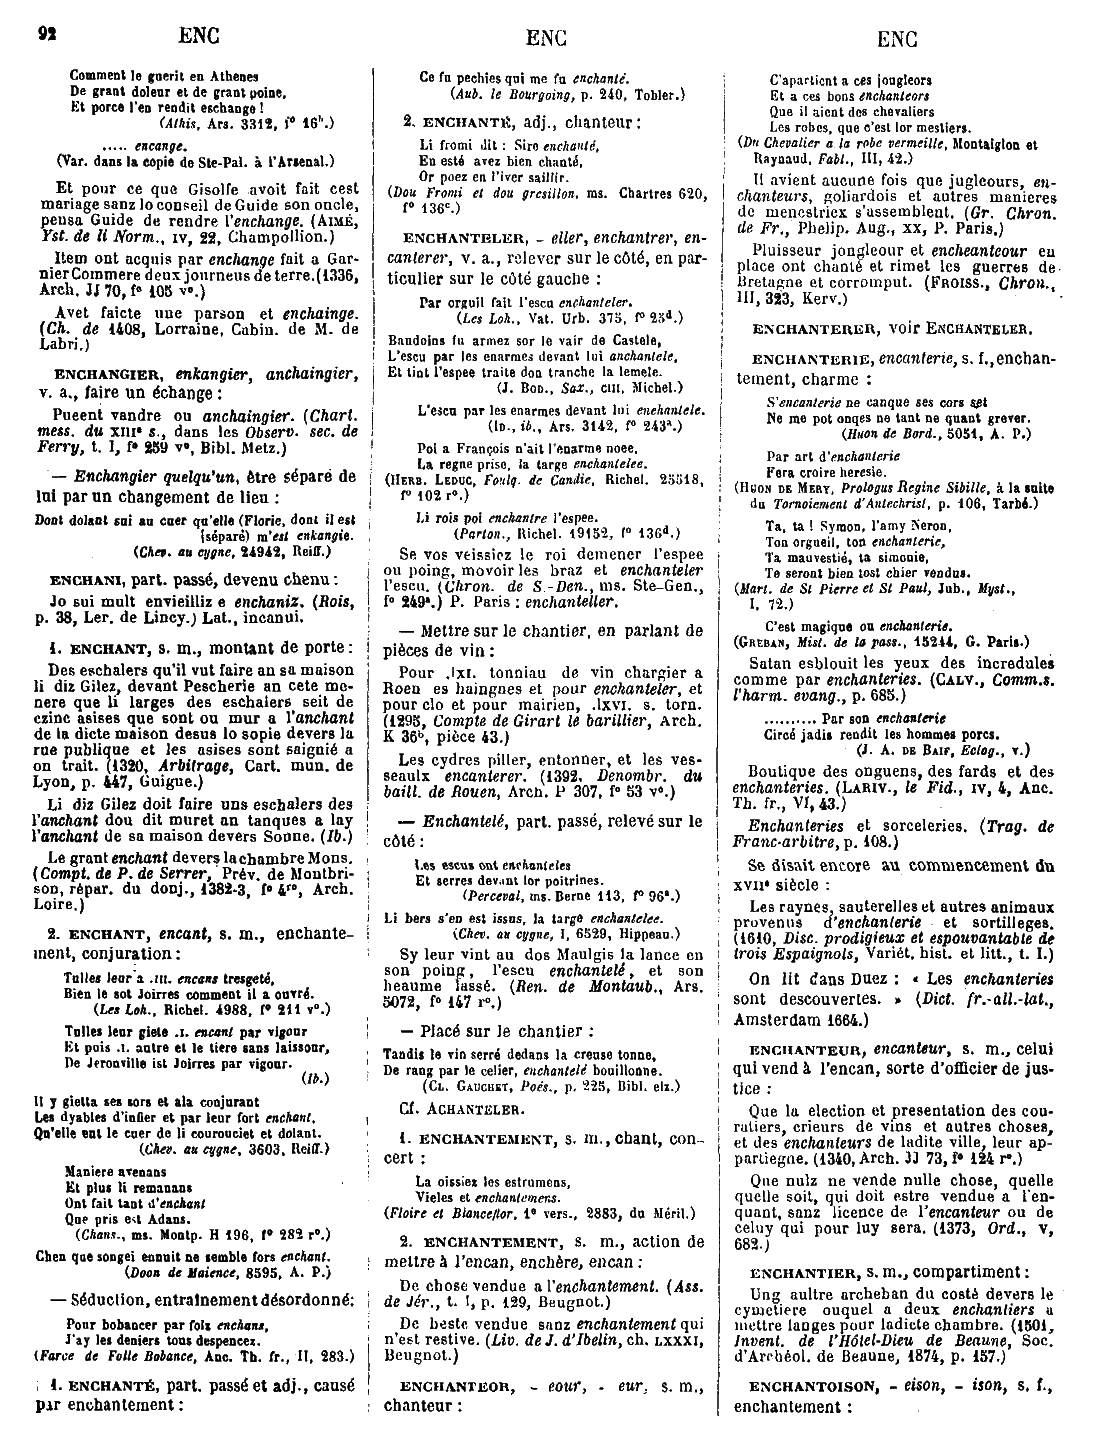 92 ENC ENC ENC
Comment le guerit en Athenes
De grant doleur et de grant poine,
Et porce l'en rendit eschange !
(Athis, Ars. 3312, f° 16ᵇ.)
..... encange.
(Var. dans la copie de Ste-Pal. à l'Arsenal.)
Et pour ce que Gisolfe avoit fait cest
mariage sanz lo conseil de Guide son oncle,
pensa Guide de rendre l'enchange. (AIMÉ,
Yst. de li Norm., IV, 22, Champollion.)
Item ont acquis par enchange fait a Gar-
nier Commere deux journeus de terre. (1336,
Arch. JJ 70, f° 105 v°.)
Avet faicte une parson et enchainge.
(Ch. de 1408, Lorraine, Cabin. de M. de
Labri.)
ENCHANGIER, enkangier, anchaingier,
v. a., faire un échange :
Pueent vandre ou anchaingier. (Chart.
mess. du XIIIᵉ s., dans les Observ. sec. de
Ferry, t. I, f° 259 v°, Bibl. Metz.)
— Enchangier quelqu'un, être séparé de
lui par un changement de lieu :
Dont dolant sui au cuer qu'elle (Florie, dont il est
(séparé) m'est enkangie.
(Chev. au cygne, 24942, Reiff.)
ENCHANI, part. passé, devenu chenu :
Jo sui mult envieilliz e enchaniz. (Rois,
p. 38, Ler. de Lincy.) Lat., incanui.
1. ENCHANT, s. m., montant de porte :
Des eschalers qu'il vut faire an sa maison
li diz Gilez, devant Pescherie an cete me-
nere que li larges des eschalers seit de
czinc asises que sont ou mur a l'anchant
de la dicte maison desus lo sopie devers la
rue publique et les asises sont saignié a
on trait. (1320, Arbitrage, Cart. mun. de
Lyon, p. 447, Guigue.)
Li diz Gilez doit faire uns eschalers des
l'anchant dou dit muret an tanques a lay
l'anchant de sa maison devers Sonne. (Ib.)
Le grant enchant devers la chambre Mons.
(Compt. de P. de Serrer, Prév. de Montbri-
son, répar. du donj., 1382-3, f° 4ʳᵒ, Arch.
Loire.)
2. ENCHANT, encant, s. m., enchante-
ment, conjuration :
Tulles leur a .III. encans tresgeté,
Bien le sot Joirres comment il a ouvré.
(Les Loh., Richel. 4988, f° 211 v°.)
Tulles leur giete .I. encant par vigour
Et puis .I. autre et le tiere sans laissour,
De Jeronville ist Joirres par vigour.
(Ib.)
Il y gietta ses sors et ala conjurant
Les dyables d'infier et par leur fort enchant,
Qu'elle ent le cuer de li courouciet et dolant.
(Chev. au cygne, 3603, Reiff.)
Maniere avenans
Et plus li remanans
Ont fait tant d'enchant
Que pris est Adans.
(Chans., ms. Montp. H 196, f° 282 r°.)
Chen que songei ennuit ne semble fors enchant.
(Doon de Maience, 8595, A. P.)
— Séduction, entraînement désordonné :
Pour bobancer par folz enchans,
J'ay les deniers tous despencez.
(Farce de Folle Bobance, Anc. Th. fr., II, 283.)
1. ENCHANTÉ, part. passé et adj., causé
par enchantement :
Ce fu pechies qui me fu enchanté.
(Aub. le Bourgoing, p. 240, Tobler.)
2. ENCHANTÉ, adj., chanteur :
Li fromi dit : Sire enchanté,
En esté avez bien chanté,
Or poez en l'iver saillir.
(Dou Fromi et dou gresillon, ms. Chartres 620,
f° 136ᶜ.)
ENCHANTELER, - eller, enchantrer, en-
canterer, v. a., relever sur le côté, en par-
ticulier sur le côté gauche :
Par orguil fait l'escu enchanteler.
(Les Loh., Vat. Urb. 375, f° 23ᵈ.)
Baudoins fu armez sor le vair de Castele,
L'escu par les enarmes devant lui anchantele,
Et tint l'espee traite don tranche la lemele.
(J. BOD., Sax., CIII, Michel.)
L'escu par les enarmes devant lui enchantele.
(ID., ib., Ars. 3142, f° 243ᵃ.)
Pol a François n'ait l'enarme noee,
La regne prise, la targe enchantelee.
(HERB. LEDUC, Foulq. de Candie, Richel. 25518,
f° 102 r°.)
Li rois pol enchantre l'espee.
(Parton., Richel. 19152, f° 136ᵈ.)
Se vos veissiez le roi demener l'espee
ou poing, movoir les braz et enchanteler
l'escu. (Chron. de S.-Den., ms. Ste-Gen.,
f° 249ᵃ.) P. Paris : enchanteller.
— Mettre sur le chantier, en parlant de
pièces de vin :
Pour .lxI. tonniau de vin chargier a
Roen es haingnes et pour enchanteler, et
pour clo et pour mairien, .lxVI. s. torn.
(1295, Compte de Girart le barillier, Arch.
K 36ᵇ, pièce 43.)
Les cydres piller, entonner, et les ves-
seaulx encanterer. (1392, Denombr. du
baill. de Rouen, Arch. P 307, f° 53 v°.)
— Enchantelé, part. passé, relevé sur le
côté :
Les escus ont enchanteles
Et serres devant lor poitrines.
(Perceval, ms. Berne 113, f° 96ᵃ.)
Li bers s'en est issus, la targe enchantelee.
(Chev. au cygne, I, 6529, Hippeau.)
Sy leur vint au dos Maulgis la lance en
son poing, l'escu enchantelé, et son
heaume lassé. (Ren. de Montaub., Ars.
5072, f° 147 r°.)
— Placé sur le chantier :
Tandis le vin serré dedans la creuse tonne,
De rang par le celier, enchantelé bouillonne.
(CL. GAUCHET, Poés., p. 225, Bibl. elz.)
Cf. ACHANTELER.
1. ENCHANTEMENT, s. m., chant, con-
cert :
La oissiez les estrumens,
Vieles et enchantemens.
(Floire et Blanceflor, 1ᵉ vers., 2883, du Méril.)
2. ENCHANTEMENT, s. m., action de
mettre à l'encan, enchère, encan :
De chose vendue a l'enchantement. (Ass.
de Jér., t. I, p. 129, Beugnot.)
De beste vendue sanz enchantement qui
n'est restive. (Liv. de J. d'Ibelin, ch. LXXXI,
Beugnot.)
ENCHANTEOR, - eour, - eur, s. m.,
chanteur :
C'apartient a ces jougleors
Et a ces bons enchanteors
Que il aient des chevaliers
Les robes, que c'est lor mestiers.
(Du Chevalier a la robe vermeille, Montaiglon et
Raynaud, Fabl., III, 42.)
Il avient aucune fois que jugleours, en-
chanteurs, goliardois et autres manieres
de menestriex s'assemblent. (Gr. Chron.
de Fr., Phelip. Aug., XX, P. Paris.)
Pluisseur jongleour et encheanteour en
place ont chanté et rimet les guerres de
Bretagne et corromput. (FROISS., Chron.,
III, 323, Kerv.)
ENCHANTERER, voir ENCHANTELER.
ENCHANTERIE, encanterie, s. f., enchan-
tement, charme :
S'encanterie ne canque ses cors set
Ne me pot onqes ne tant ne quant grever.
(Huon de Bord., 5051, A. P.)
Par art d'enchanterie
Fera croire heresie.
(HUON DE MERY, Prologus Regine Sibille, à la suite
du Tornoiement d'Antechrist, p. 106, Tarbé.)
Ta, ta ! Symon, l'amy Neron,
Ton orgueil, ton enchanterie,
Ta mauvestié, ta simonie,
Te seront bien tost chier vendus.
(Mart. de St Pierre et St Paul, Jub., Myst.,
I, 72.)
C'est magique ou enchanterie.
(GREBAN, Mist. de la pass., 15244, G. Paris.)
Satan esblouit les yeux des incredules
comme par enchanteries. (CALV., Comm. s.
l'harm. evang., p. 685.)
......... Par son enchanterie
Circé jadis rendit les hommes porcs.
(J. A. DE BAIF, Eclog., V.)
Boutique des onguens, des fards et des
enchanteries. (LARIV., le Fid., IV, 4, Anc.
Th. fr., VI, 43.)
Enchanteries et sorceleries. (Trag. de
Franc-arbitre, p. 108.)
Se disait encore au commencement du
XVIIᵉ siècle :
Les raynes, sauterelles et autres animaux
provenus d'enchanterie et sortilleges.
(1610, Disc. prodigieux et espouvantable de
trois Espaignols, Variét. hist. et litt., t. I.)
On lit dans Duez : « Les enchanteries
sont descouvertes. » (Dict. fr.-all.-lat.,
Amsterdam 1664.)
ENCHANTEUR, encanteur, s. m., celui
qui vend à l'encan, sorte d'officier de jus-
tice :
Que la election et presentation des cou-
ratiers, crieurs de vins et autres choses,
et des enchanteurs de ladite ville, leur ap-
partiegne. (1340, Arch. JJ 73, f° 124 r°.)
Que nulz ne vende nulle chose, quelle
quelle soit, qui doit estre vendue a l'en-
quant, sanz licence de l'encanteur ou de
celuy qui pour luy sera. (1373, Ord., V,
682.)
ENCHANTIER, s. m., compartiment :
Ung aultre archeban du costé devers le
cymetiere ouquel a deux enchantiers a
mettre langes pour ladicte chambre. (1501,
Invent. de l'Hôtel-Dieu de Beaune, Soc.
d'Archéol. de Beaune, 1874, p. 157.)
ENCHANTOISON, - eison, - ison, s. f.,
enchantement :